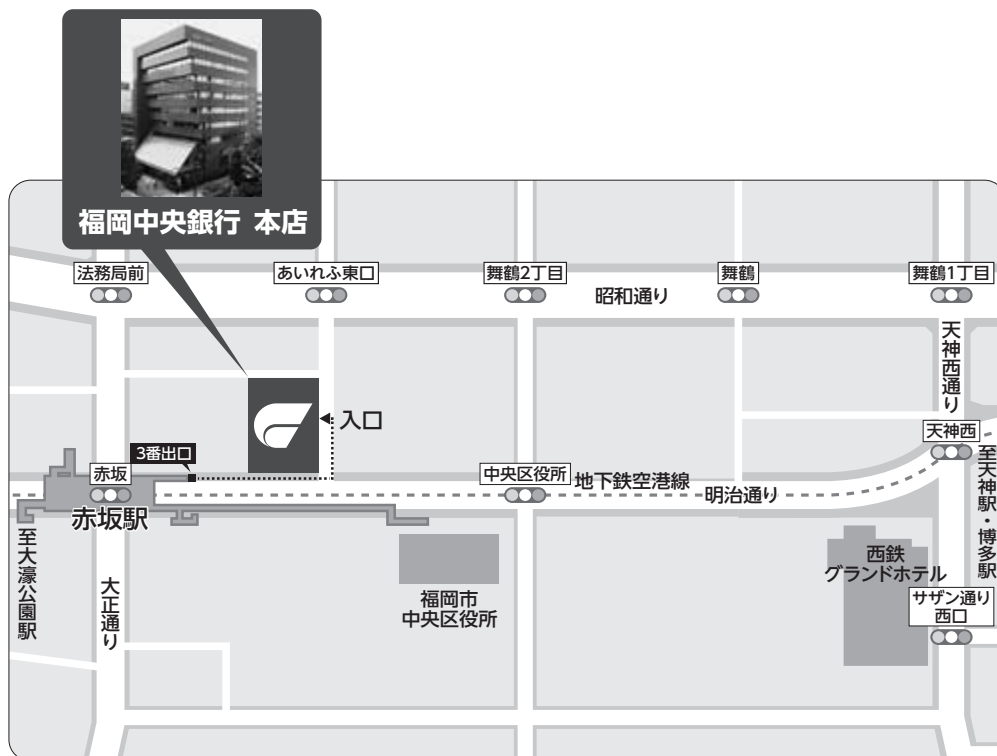 福岡中央銀行 本店
法務局前
あいれふ東口
舞鶴2丁目
舞鶴
舞鶴1丁目
昭和通り
天神西通り
入口
天神西
3番出口
赤坂
中央区役所
地下鉄空港線
明治通り
至天神駅・博多駅
赤坂駅
至大濠公園駅
大正通り
福岡市
中央区役所
西鉄
グランドホテル
サザン通り
西口